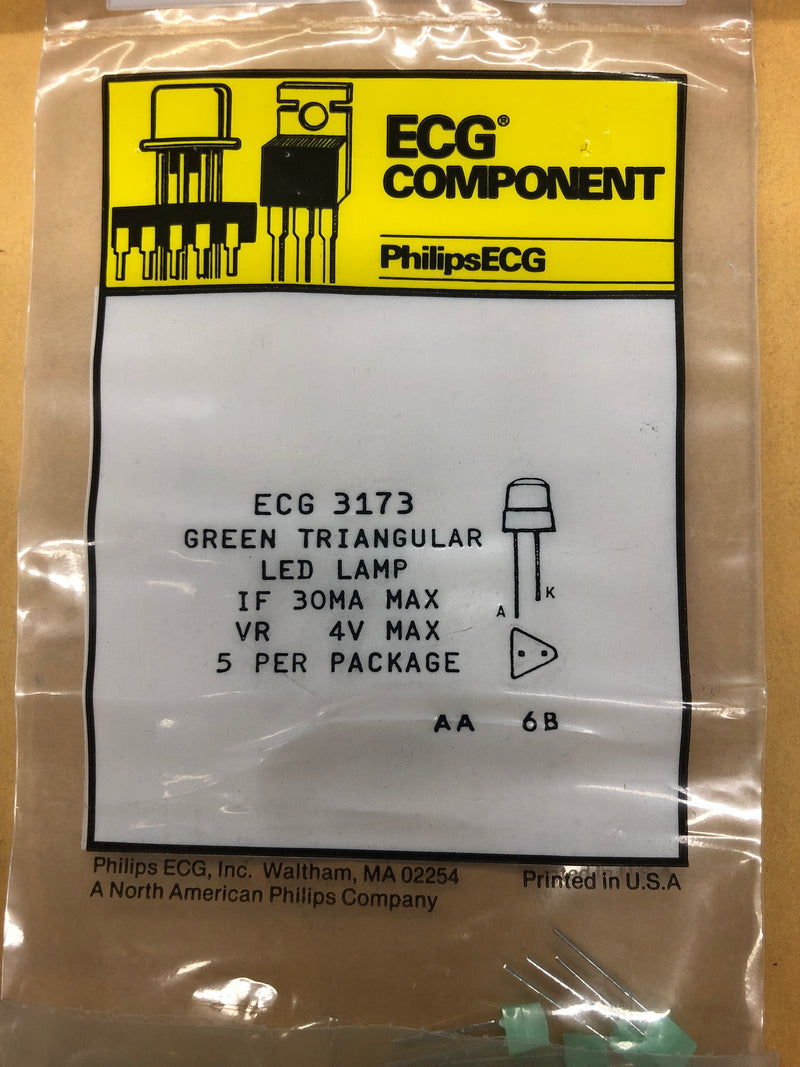 ECG®
COMPONENT
PhilipsECG
ECG 3173
GREEN TRIANGULAR
LED LAMP
IF 30MA MAX
VR 4V MAX
5 PER PACKAGE
A
K
AA 6B
Philips ECG, Inc. Waltham, MA 02254
A North American Philips Company
Printed in U.S.A